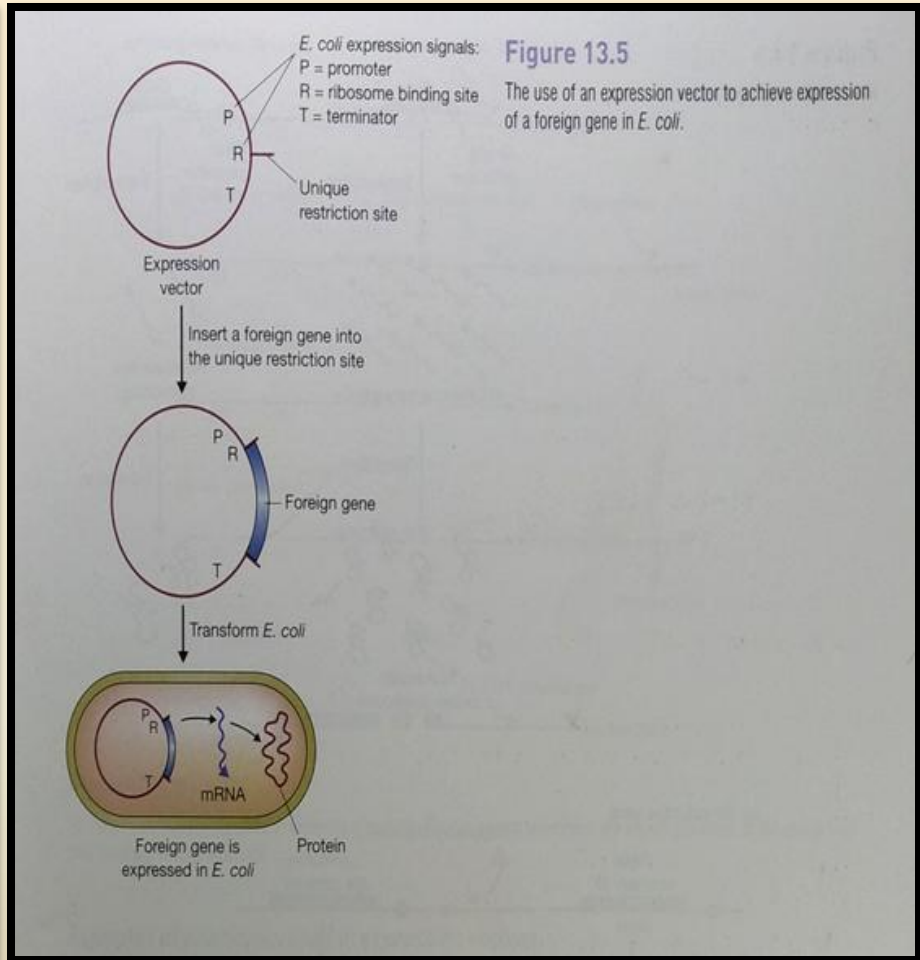 E. coli expression signals:
P = promoter
R = ribosome binding site
T = terminator
Figure 13.5
The use of an expression vector to achieve expression
of a foreign gene in E. coli.
P
R
T
Unique
restriction site
Expression
vector
Insert a foreign gene into
the unique restriction site
P
R
Foreign gene
T
Transform E. coli
P
R
T
mRNA
Foreign gene is
expressed in E. coli
Protein